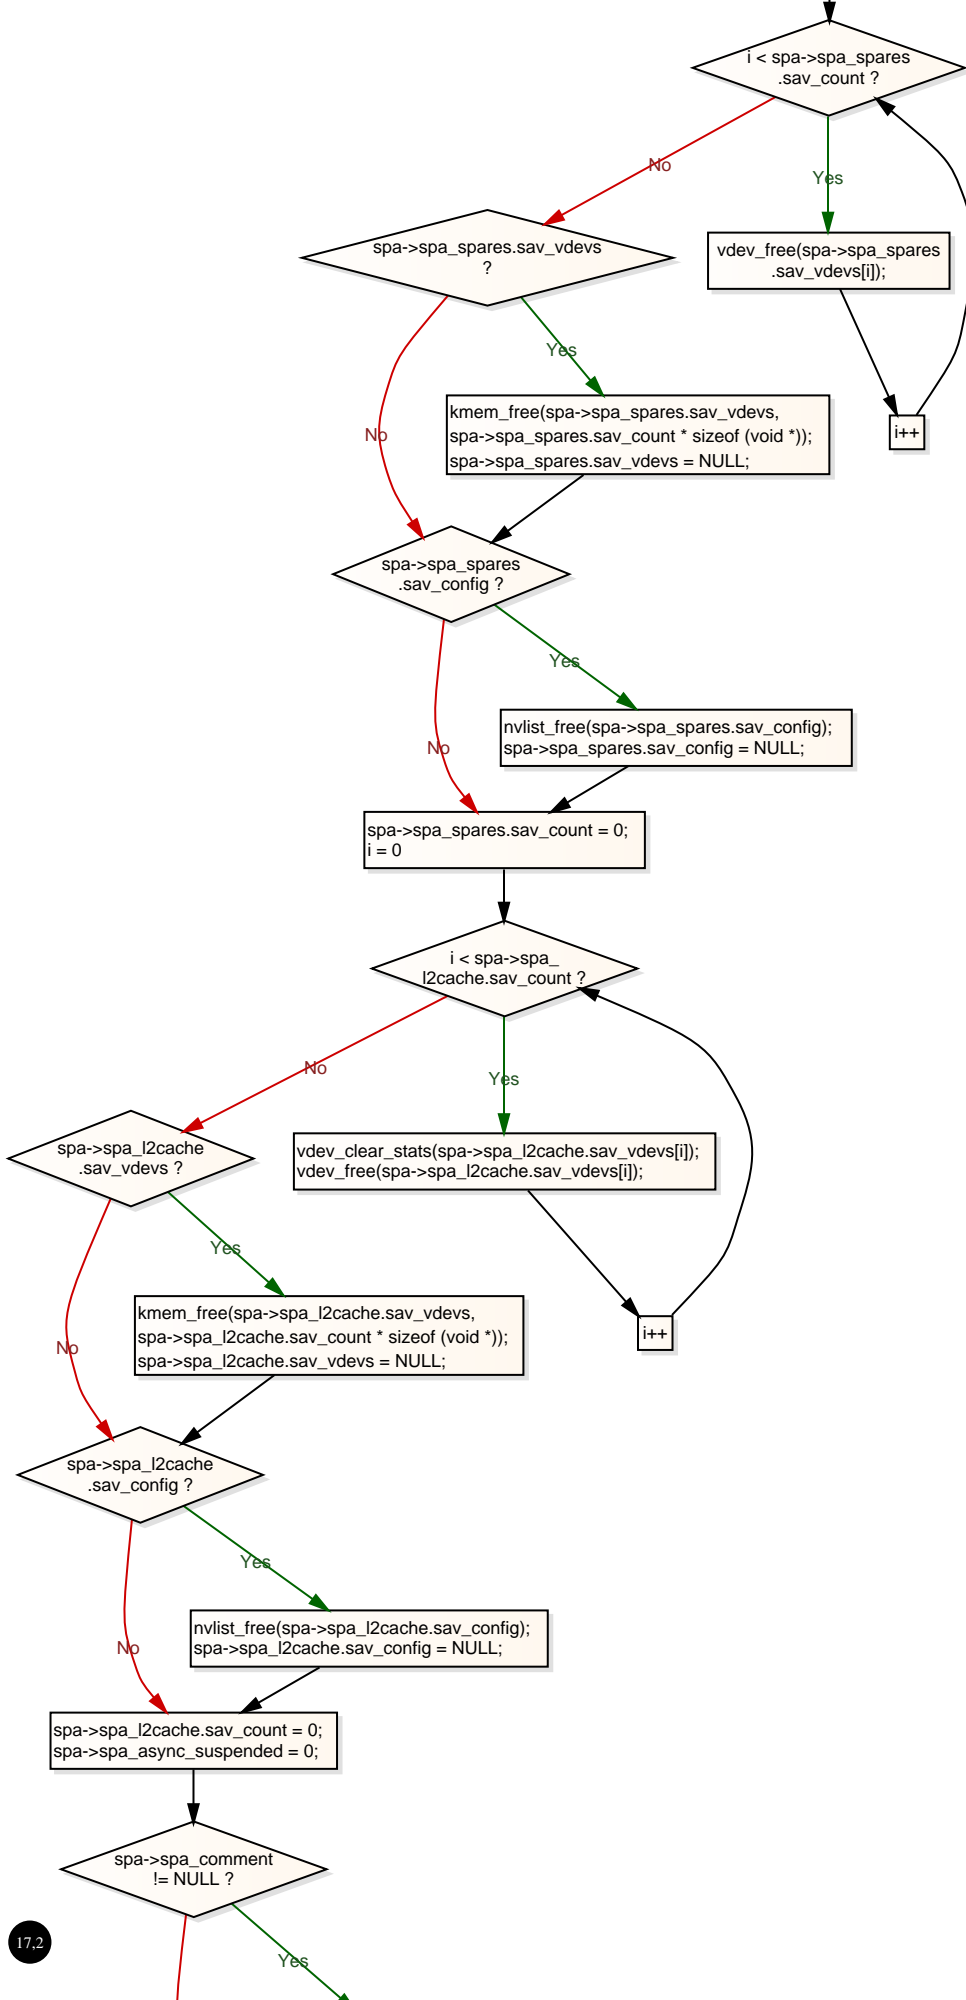 i < spa->spa_spares
.sav_count ?
No
Yes
spa->spa_spares.sav_vdevs
?
vdev_free(spa->spa_spares
.sav_vdevs[i]);
Yes
No
kmem_free(spa->spa_spares.sav_vdevs,
spa->spa_spares.sav_count * sizeof (void *));
spa->spa_spares.sav_vdevs = NULL;
i++
spa->spa_spares
.sav_config ?
Yes
No
nvlist_free(spa->spa_spares.sav_config);
spa->spa_spares.sav_config = NULL;
spa->spa_spares.sav_count = 0;
i = 0
i < spa->spa_
l2cache.sav_count ?
No
Yes
spa->spa_l2cache
.sav_vdevs ?
vdev_clear_stats(spa->spa_l2cache.sav_vdevs[i]);
vdev_free(spa->spa_l2cache.sav_vdevs[i]);
Yes
No
kmem_free(spa->spa_l2cache.sav_vdevs,
spa->spa_l2cache.sav_count * sizeof (void *));
spa->spa_l2cache.sav_vdevs = NULL;
i++
spa->spa_l2cache
.sav_config ?
Yes
No
nvlist_free(spa->spa_l2cache.sav_config);
spa->spa_l2cache.sav_config = NULL;
spa->spa_l2cache.sav_count = 0;
spa->spa_async_suspended = 0;
spa->spa_comment
!= NULL ?
17,2
Yes